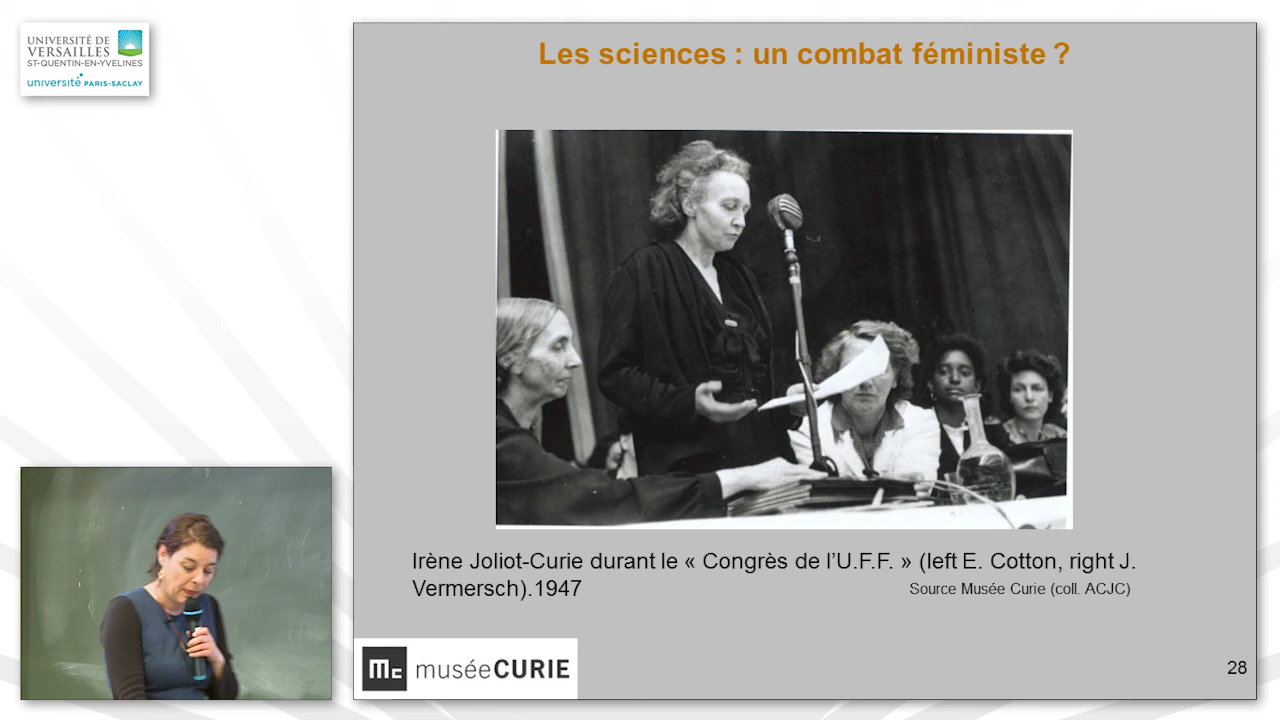 UNIVERSITÉ DE
VERSAILLES
ST-QUENTIN-EN-YVELINES
université PARIS-SACLAY
Les sciences : un combat féministe ?
Irène Joliot-Curie durant le « Congrès de l’U.F.F. » (left E. Cotton, right J.
Vermersch).1947
Source Musée Curie (coll. ACJC)
Mc muséeCURIE
28